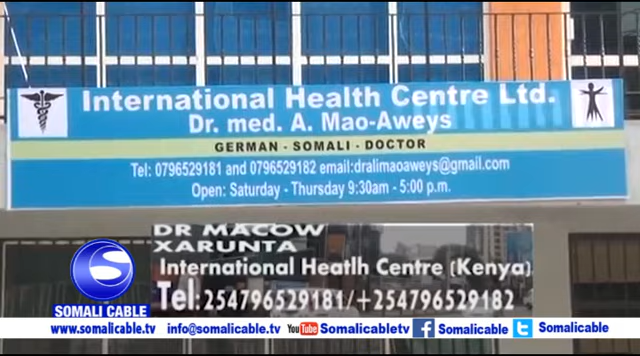 International Health Centre Ltd.
Dr. med. A. Mao-Aweys
GERMAN - SOMALI - DOCTOR
Tel: 0796529181 and 0796529182 email:dralimaoaweys@gmail.com
Open: Saturday - Thursday 9:30am - 5:00 p.m.
DR MACOW
XARUNTA
International Heatlh Centre (Kenya)
Tel:254796529181/+254796529182
S
SOMALI CABLE
www.somalicable.tv info@somalicable.tv YouTube Somalicabletv f Somalicable Somalicable